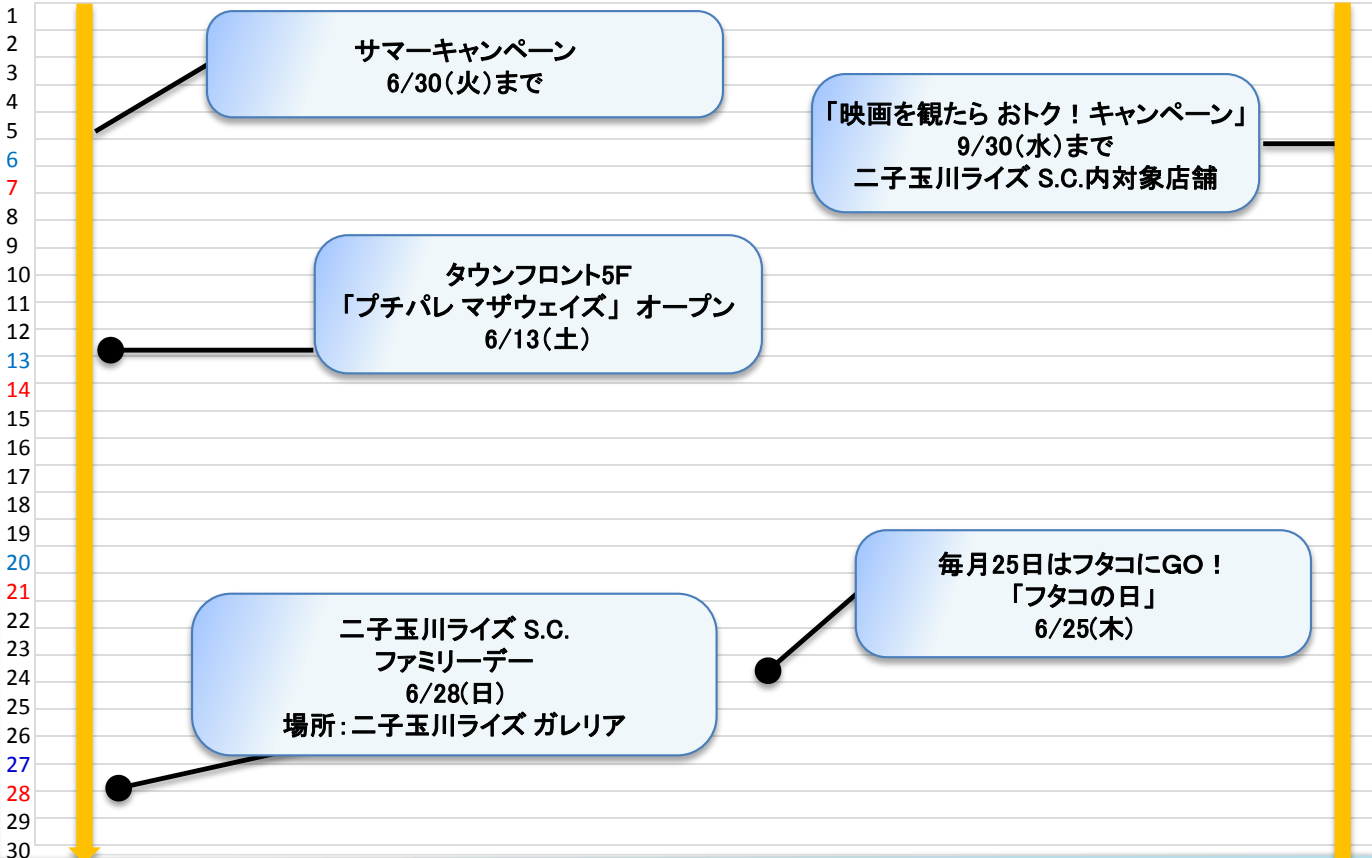 1
2
3
4
5
6
7
8
9
10
11
12
13
14
15
16
17
18
19
20
21
22
23
24
25
26
27
28
29
30
サマーキャンペーン
6/30(火)まで
「映画を観たら おトク！キャンペーン」
9/30(水)まで
二子玉川ライズ S.C.内対象店舗
タウンフロント5F
「プチパレ マザウェイズ」 オープン
6/13(土)
毎月25日はフタコにGO！
「フタコの日」
6/25(木)
二子玉川ライズ S.C.
ファミリーデー
6/28(日)
場所：二子玉川ライズ ガレリア